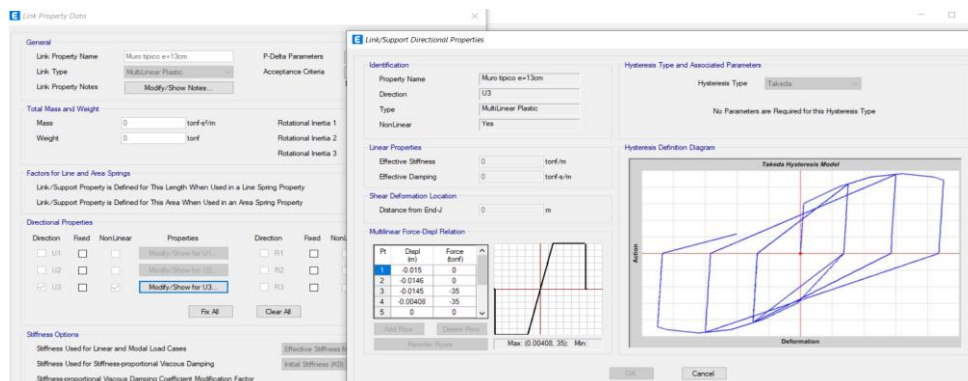 Link Property Data
General
Link Property Name
Muro tipico e=13cm
P-Delta Parameters
Link Type
MultiLinear Plastic
Acceptance Criteria
Link Property Notes
Modify/Show Notes...
Total Mass and Weight
Mass
0
tonf-s²/m
Rotational Inertia 1
Weight
0
tonf
Rotational Inertia 2
Rotational Inertia 3
Factors for Line and Area Springs
Link/Support Property is Defined for This Length When Used in a Line Spring Property
Link/Support Property is Defined for This Area When Used in an Area Spring Property
Directional Properties
Direction Fixed NonLinear Properties Direction Fixed
U1 Modify/Show for U1... R1
U2 Modify/Show for U2... R2
U3 Modify/Show for U3... R3
Fix All
Clear All
Stiffness Options
Stiffness Used for Linear and Modal Load Cases
Effective Stiffness
Stiffness Used for Stiffness-proportional Viscous Damping
Initial Stiffness (K0)
Stiffness-proportional Viscous Damping Coefficient Modification Factor
Link/Support Directional Properties
Identification
Property Name
Muro tipico e=13cm
Direction
U3
Type
MultiLinear Plastic
NonLinear
Yes
Linear Properties
Effective Stiffness
0
tonf/m
Effective Damping
0
tonf-s/m
Shear Deformation Location
Distance from End-J
0
m
Multilinear Force-Displ Relation
Pt Displ (m) Force (tonf)
1 -0.015 0
2 -0.0146 0
3 -0.0145 -35
4 -0.00408 -35
5 0 0
Add Row
Delete Row
Reorder Rows
Max: (0.00408, 35); Min:
Hysteresis Type and Associated Parameters
Hysteresis Type
Takeda
No Parameters are Required for this Hysteresis Type
Hysteresis Definition Diagram
Takeda Hysteresis Model
Action
Deformation
OK
Cancel